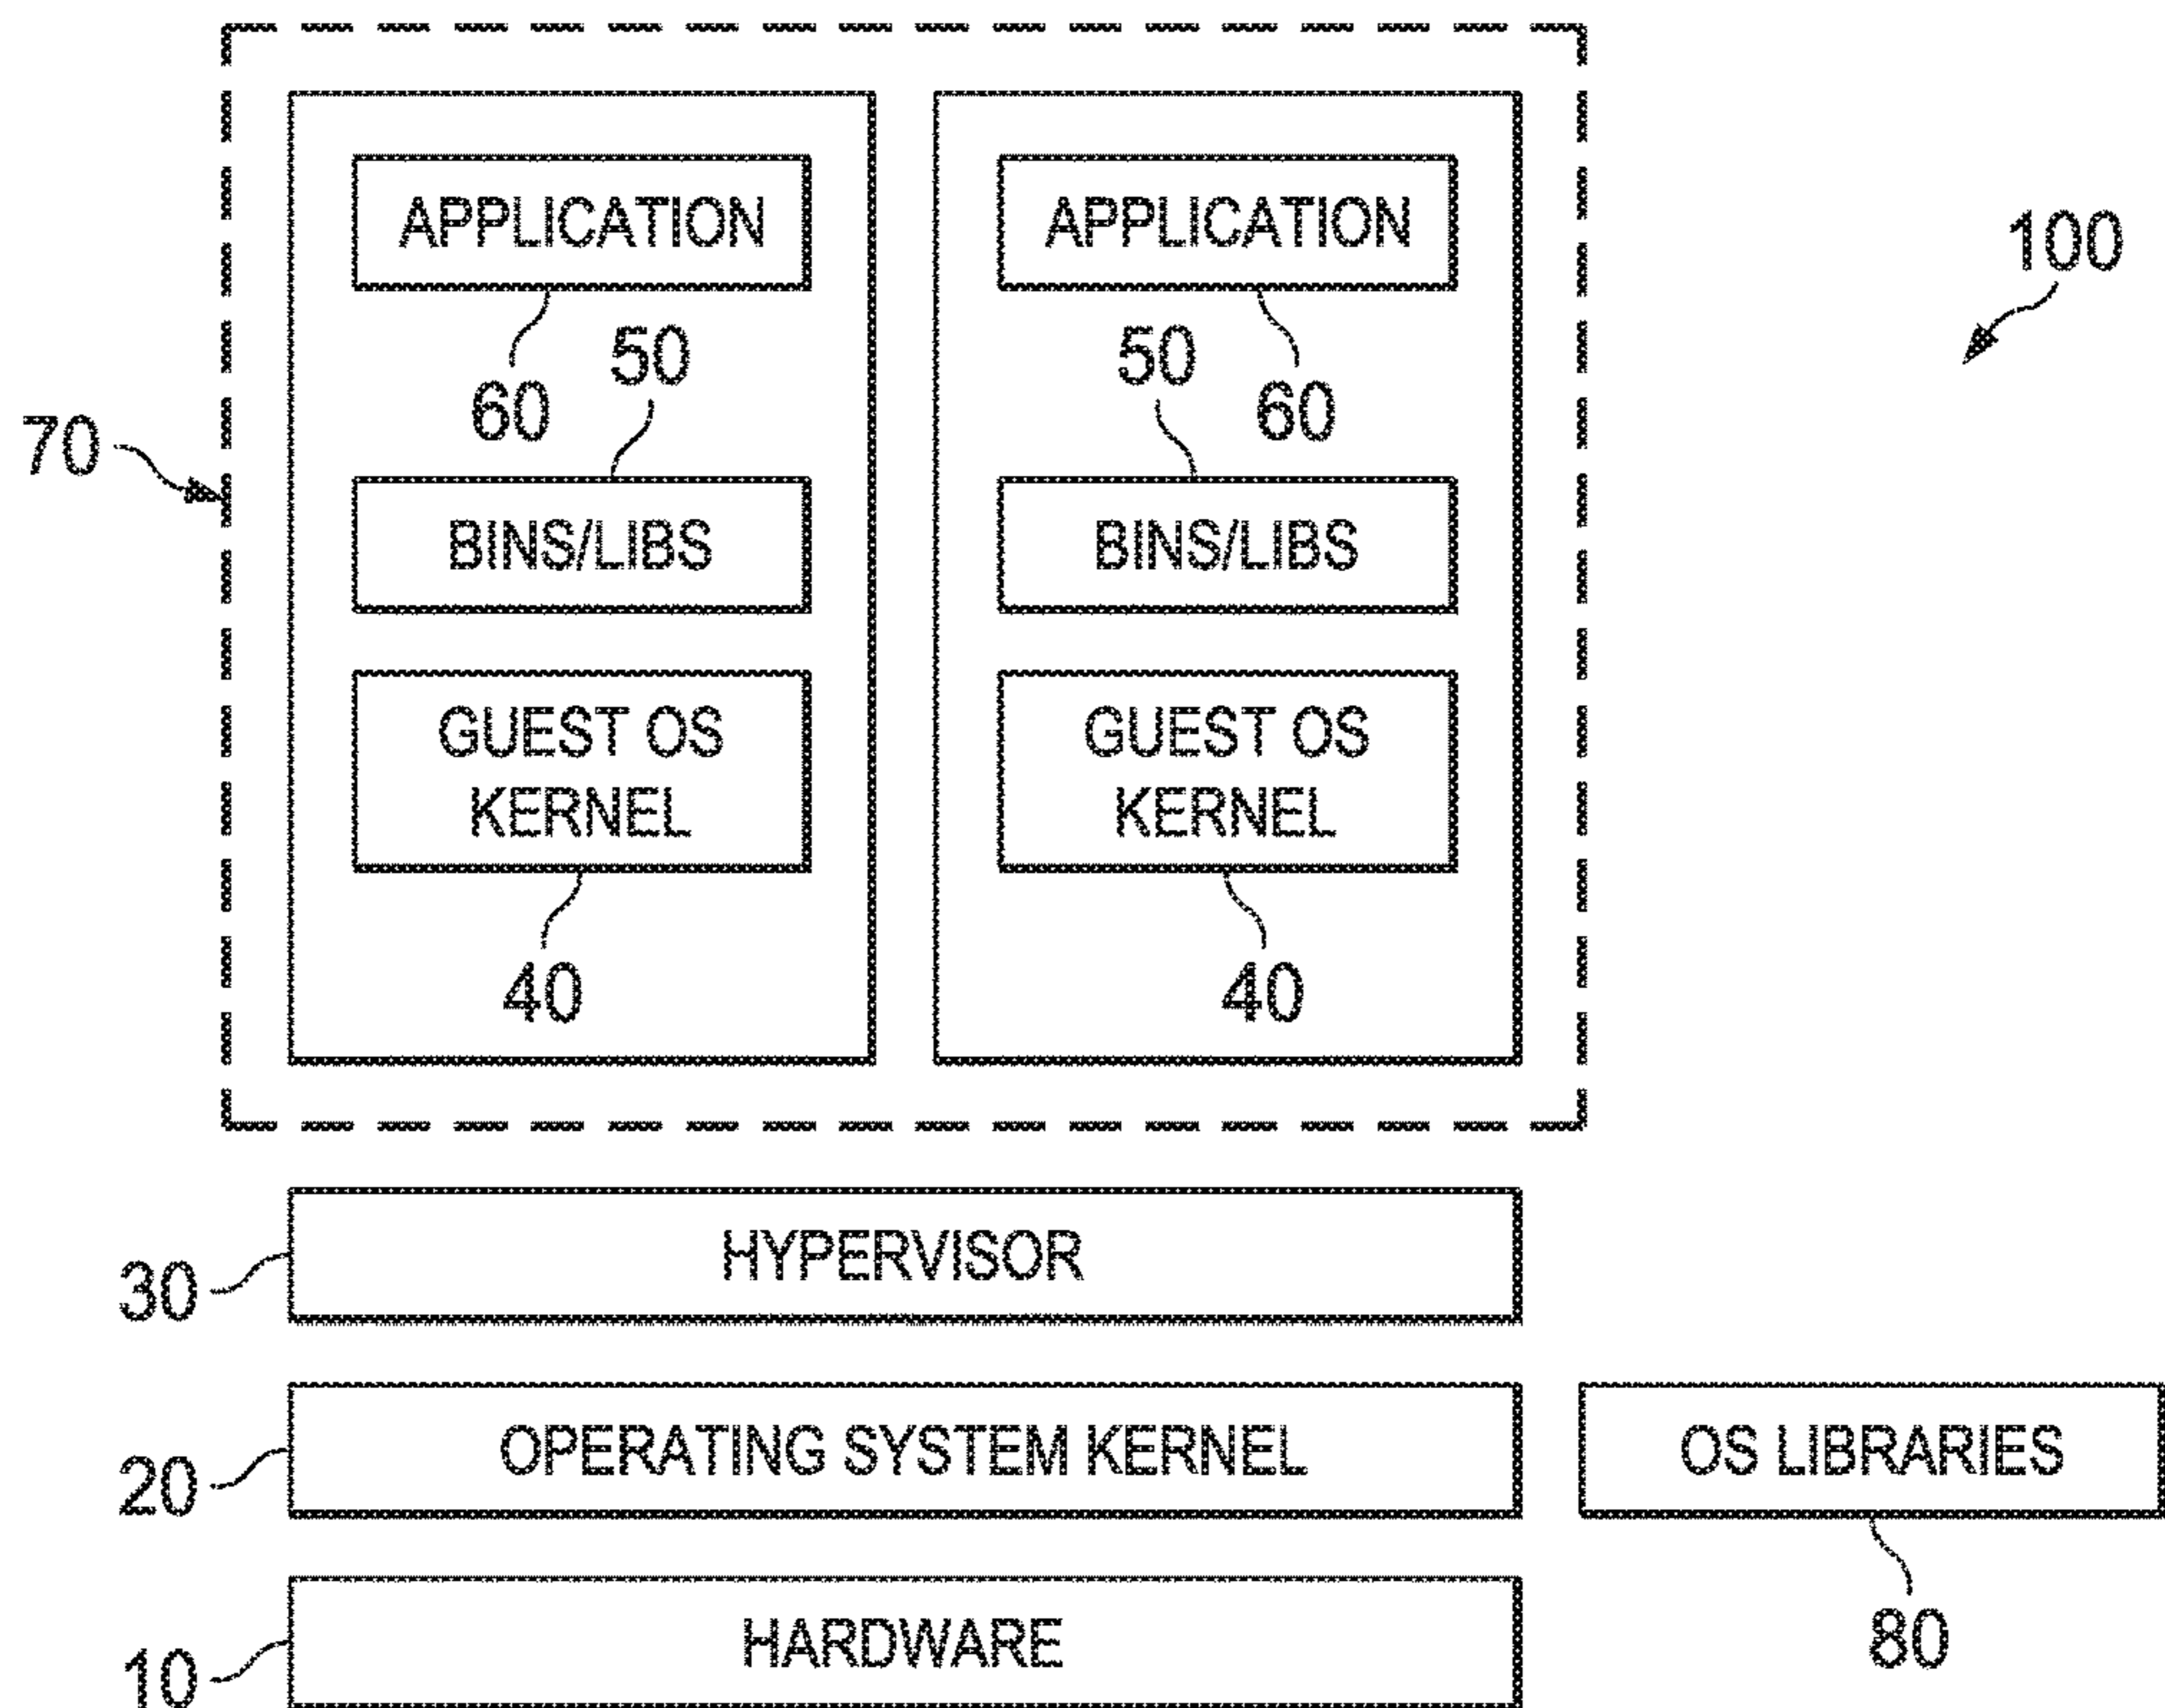 APPLICATION
APPLICATION
100
50
50
60
60
70
BINS/LIBS
BINS/LIBS
GUEST OS
KERNEL
GUEST OS
KERNEL
40
40
HYPERVISOR
30
OPERATING SYSTEM KERNEL
OS LIBRARIES
20
HARDWARE
80
10